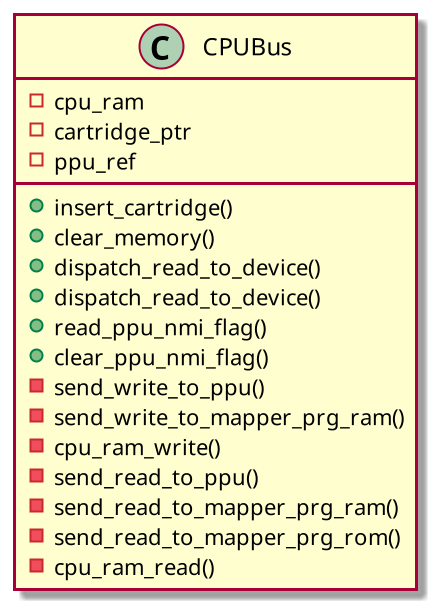 C CPUBus
cpu_ram
cartridge_ptr
ppu_ref
insert_cartridge()
clear_memory()
dispatch_read_to_device()
dispatch_read_to_device()
read_ppu_nmi_flag()
clear_ppu_nmi_flag()
send_write_to_ppu()
send_write_to_mapper_prg_ram()
cpu_ram_write()
send_read_to_ppu()
send_read_to_mapper_prg_ram()
send_read_to_mapper_prg_rom()
cpu_ram_read()